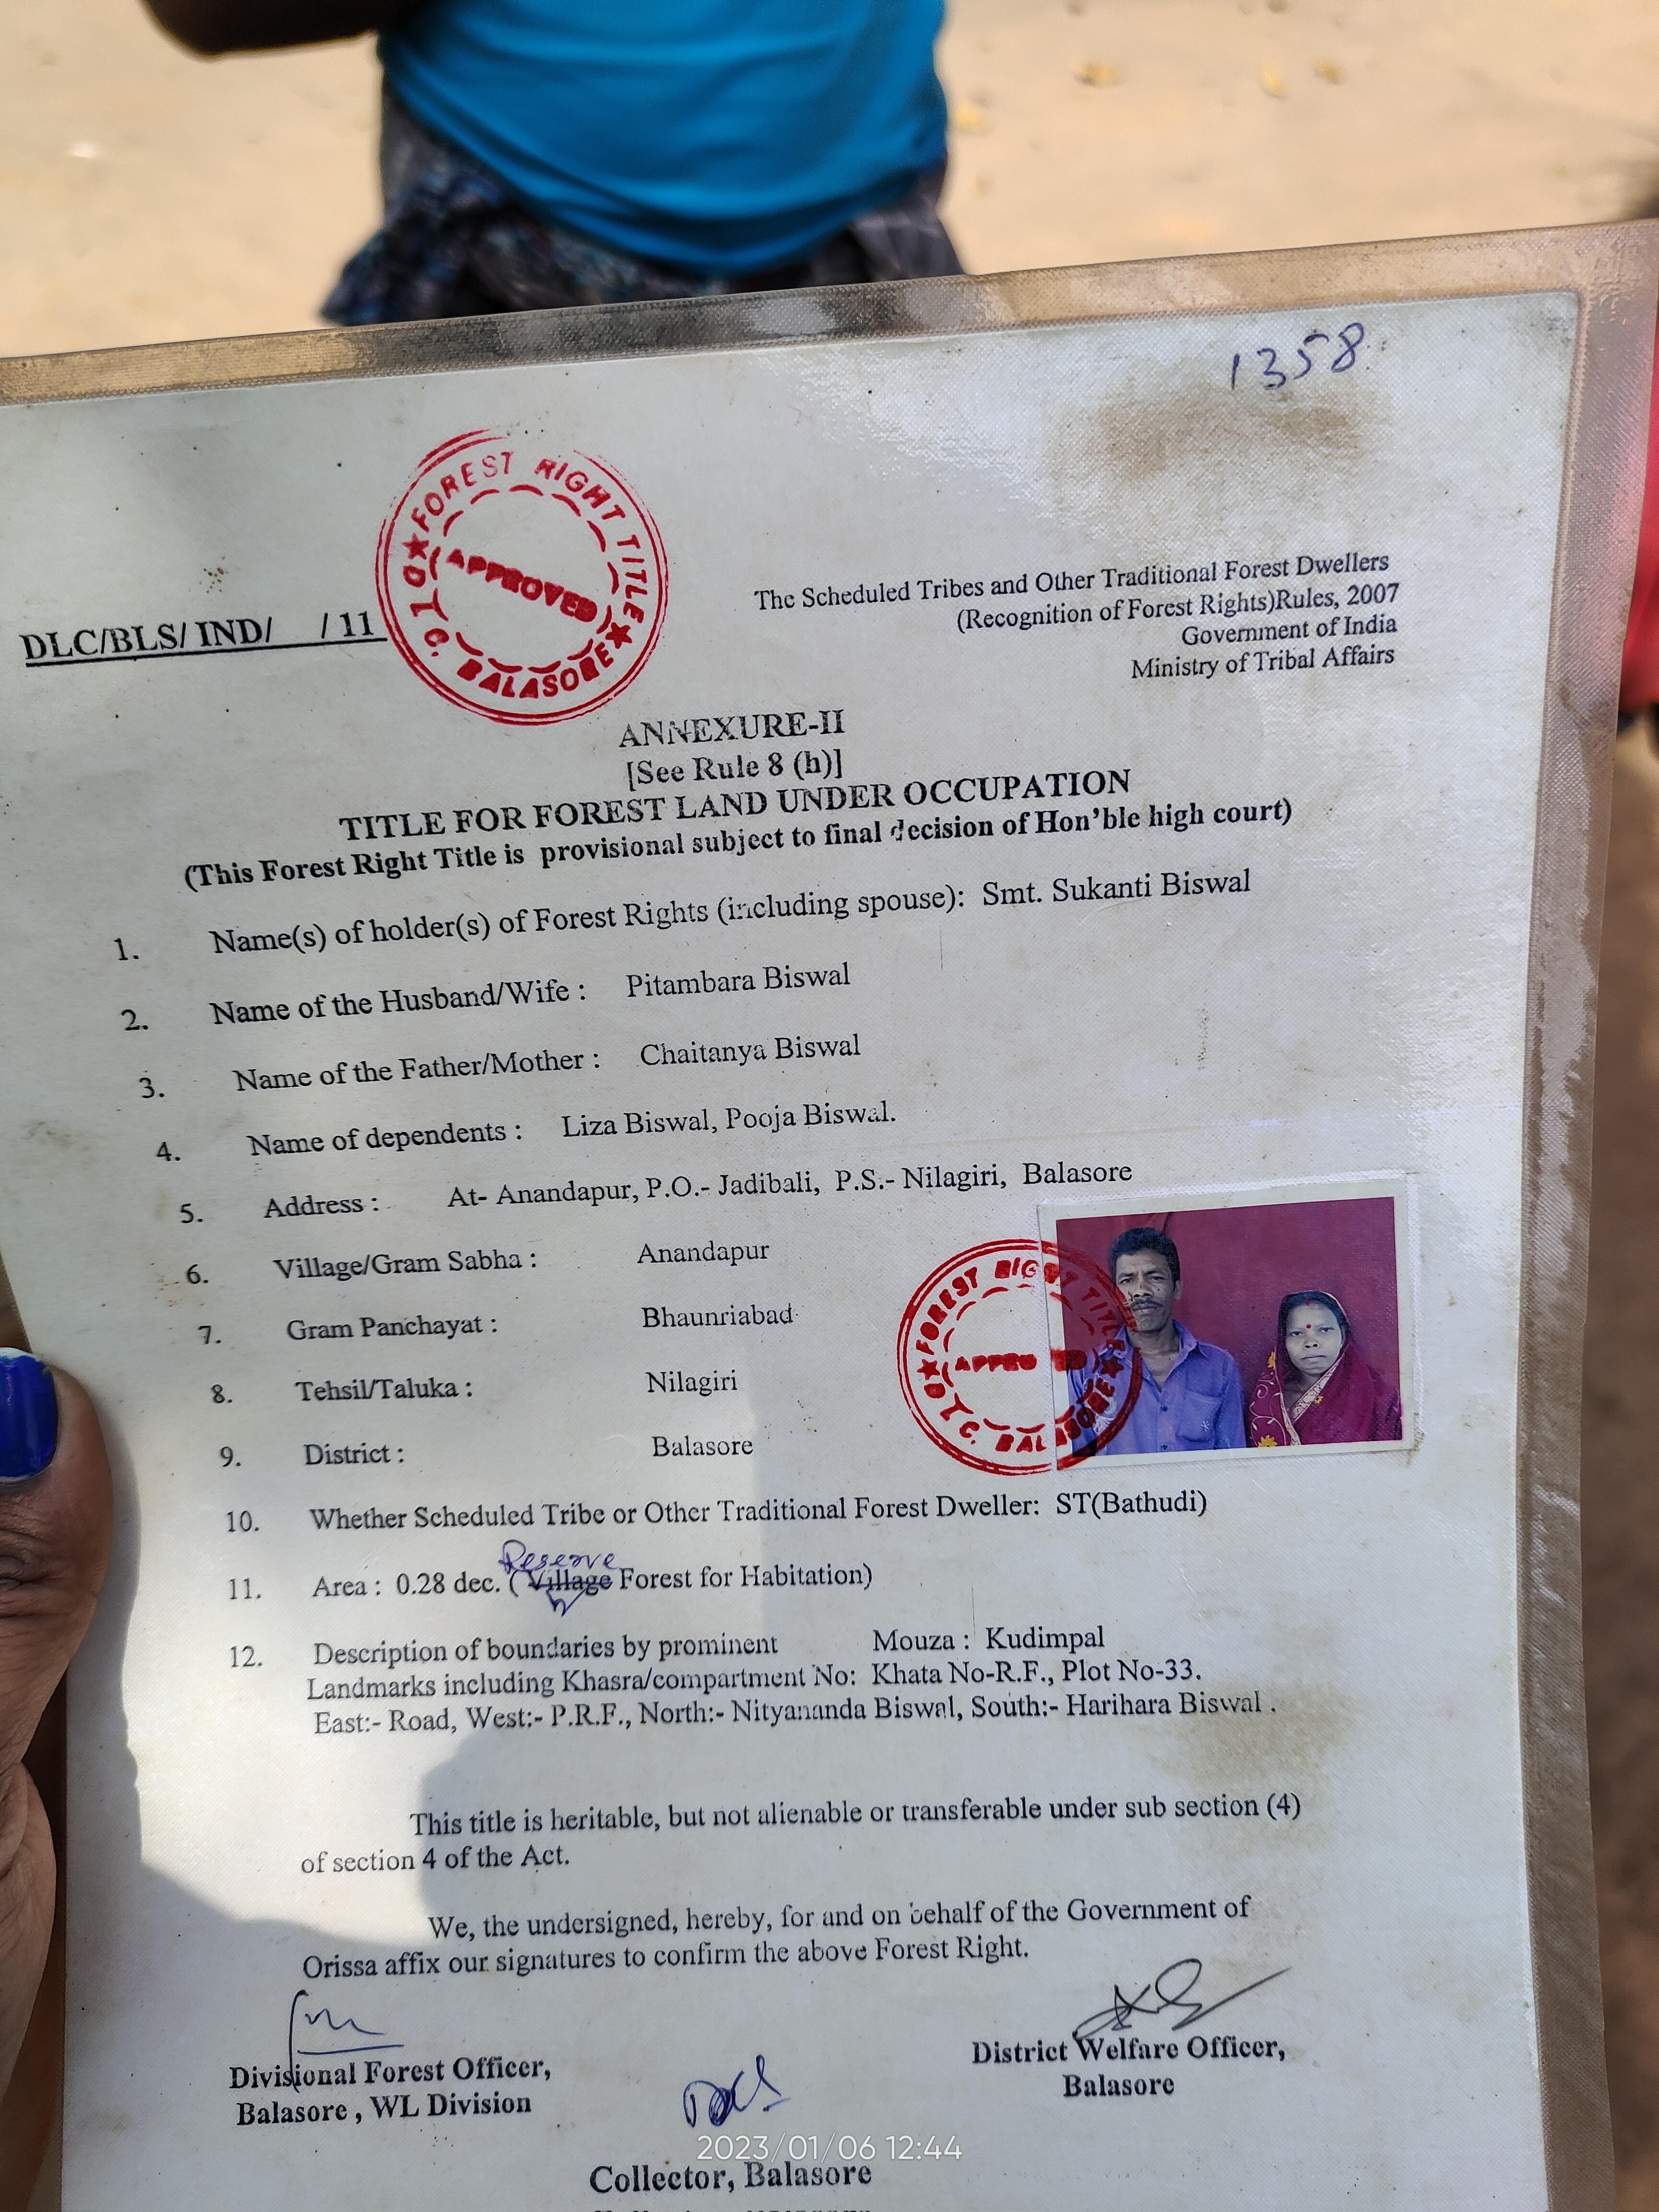 1358
FOREST RIGHT TITLE
APPROVED
BALASORE
DLC/BLS/ IND/ / 11
The Scheduled Tribes and Other Traditional Forest Dwellers
(Recognition of Forest Rights)Rules, 2007
Government of India
Ministry of Tribal Affairs
ANNEXURE-II
[See Rule 8 (h)]
TITLE FOR FOREST LAND UNDER OCCUPATION
(This Forest Right Title is provisional subject to final decision of Hon'ble high court)
1. Name(s) of holder(s) of Forest Rights (including spouse): Smt. Sukanti Biswal
2. Name of the Husband/Wife : Pitambara Biswal
3. Name of the Father/Mother : Chaitanya Biswal
4. Name of dependents : Liza Biswal, Pooja Biswal.
5. Address : At- Anandapur, P.O.- Jadibali, P.S.- Nilagiri, Balasore
6. Village/Gram Sabha : Anandapur
7. Gram Panchayat : Bhaunriabad
8. Tehsil/Taluka : Nilagiri
9. District : Balasore
FOREST RIGHT TITLE
BALASORE
10. Whether Scheduled Tribe or Other Traditional Forest Dweller: ST(Bathudi)
Reserve
11. Area : 0.28 dec. ( Village Forest for Habitation)
12. Description of boundaries by prominent Mouza : Kudimpal
Landmarks including Khasra/compartment No: Khata No-R.F., Plot No-33.
East:- Road, West:- P.R.F., North:- Nityananda Biswal, South:- Harihara Biswal .
This title is heritable, but not alienable or transferable under sub section (4)
of section 4 of the Act.
We, the undersigned, hereby, for and on behalf of the Government of
Orissa affix our signatures to confirm the above Forest Right.
Divisional Forest Officer,
Balasore , WL Division
District Welfare Officer,
Balasore
2023/01/06 12:44
Collector, Balasore